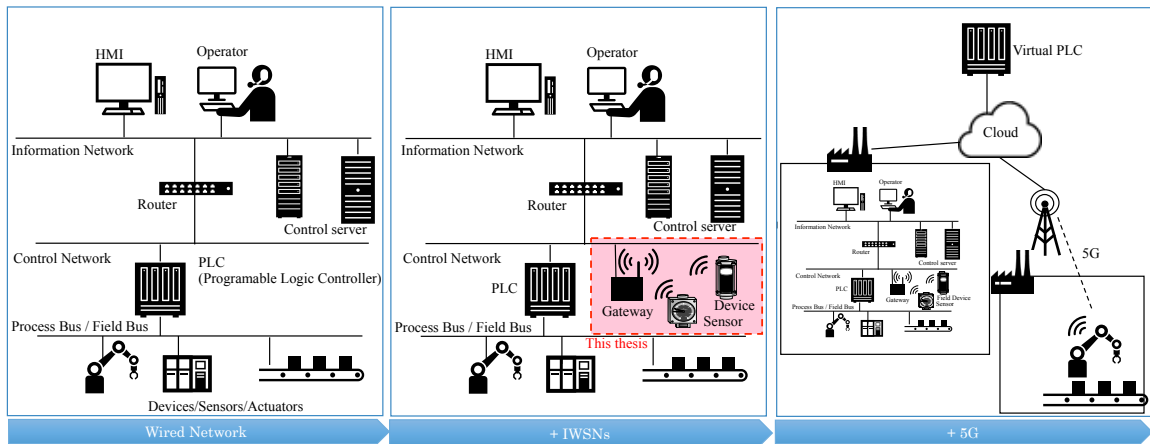 HMI
Operator
Information Network
Router
Control server
Control Network
PLC
(Programable Logic Controller)
Process Bus / Field Bus
Devices/Sensors/Actuators
Wired Network
HMI
Operator
Information Network
Router
Control server
Control Network
PLC
Gateway
Device
Sensor
Process Bus / Field Bus
This thesis
+ IWSNs
Virtual PLC
Cloud
HMI
Operator
Information Network
Router
Control server
Control Network
PLC
Gateway
Field Device
Sensor
Process Bus / Field Bus
5G
+ 5G